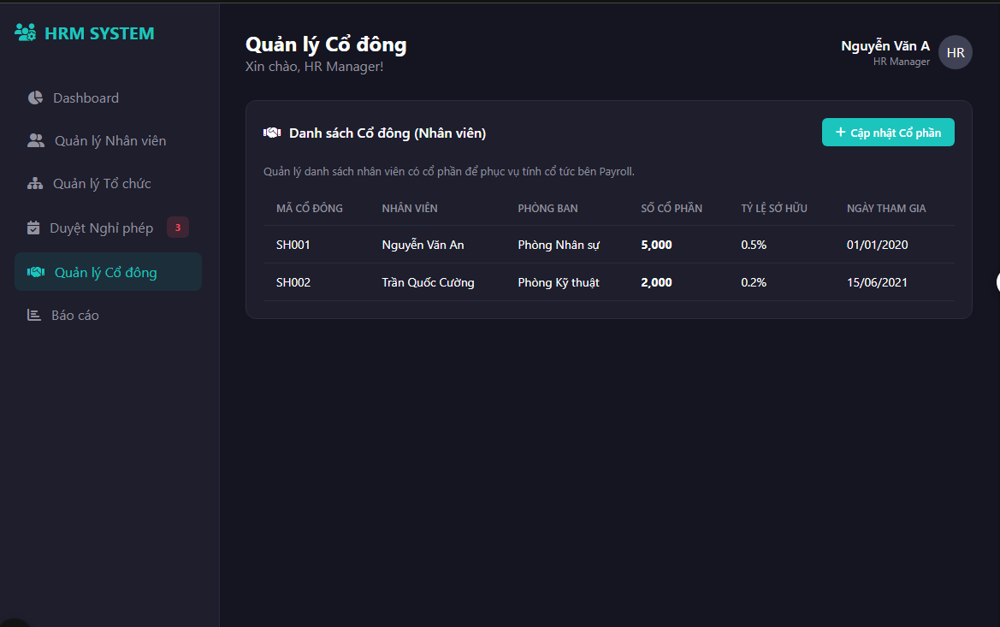 HRM SYSTEM
Dashboard
Quản lý Nhân viên
Quản lý Tổ chức
Duyệt Nghỉ phép 3
Quản lý Cổ đông
Báo cáo
Quản lý Cổ đông
Xin chào, HR Manager!
Nguyễn Văn A
HR Manager
HR
Danh sách Cổ đông (Nhân viên)
+ Cập nhật Cổ phần
Quản lý danh sách nhân viên có cổ phần để phục vụ tính cổ tức bên Payroll.
MÃ CỔ ĐÔNG NHÂN VIÊN PHÒNG BAN SỐ CỔ PHẦN TỶ LỆ SỞ HỮU NGÀY THAM GIA
SH001 Nguyễn Văn An Phòng Nhân sự 5,000 0.5% 01/01/2020
SH002 Trần Quốc Cường Phòng Kỹ thuật 2,000 0.2% 15/06/2021